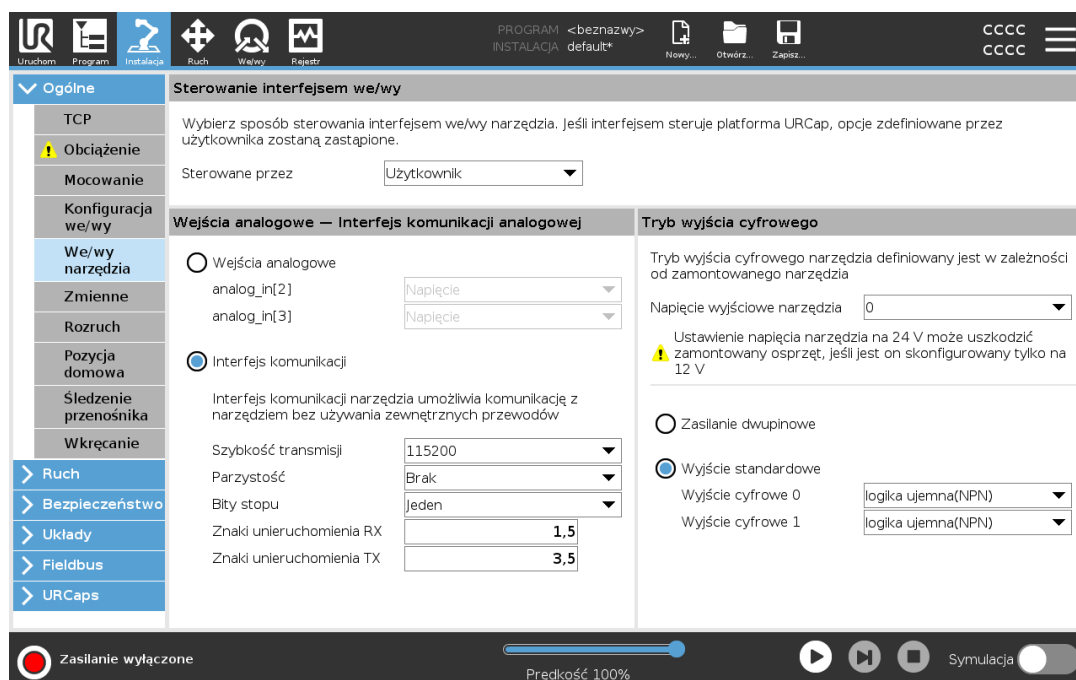 UR
Uruchom
Program
Instalacja
Ruch
We/wy
Rejestr
PROGRAM <beznazwy>
INSTALACJA default*
Nowy...
Otwórz...
Zapisz...
cccc
cccc
Ogólne
TCP
Obciążenie
Mocowanie
Konfiguracja
we/wy
We/wy
narzędzia
Zmienne
Rozruch
Pozycja
domowa
Śledzenie
przenośnika
Wkręcanie
Ruch
Bezpieczeństwo
Układy
Fieldbus
URCaps
Sterowanie interfejsem we/wy
Wybierz sposób sterowania interfejsem we/wy narzędzia. Jeśli interfejsem steruje platforma URCap, opcje zdefiniowane przez
użytkownika zostaną zastąpione.
Sterowane przez Użytkownik
Wejścia analogowe — Interfejs komunikacji analogowej
Wejścia analogowe
analog_in[2] Napięcie
analog_in[3] Napięcie
Interfejs komunikacji
Interfejs komunikacji narzędzia umożliwia komunikację z
narzędziem bez używania zewnętrznych przewodów
Szybkość transmisji 115200
Parzystość Brak
Bity stopu Jeden
Znaki unieruchomienia RX 1,5
Znaki unieruchomienia TX 3,5
Tryb wyjścia cyfrowego
Tryb wyjścia cyfrowego narzędzia definiowany jest w zależności
od zamontowanego narzędzia
Napięcie wyjściowe narzędzia 0
Ustawienie napięcia narzędzia na 24 V może uszkodzić
zamontowany osprzęt, jeśli jest on skonfigurowany tylko na
12 V
Zasilanie dwupinowe
Wyjście standardowe
Wyjście cyfrowe 0 logika ujemna(NPN)
Wyjście cyfrowe 1 logika ujemna(NPN)
Zasilanie wyłączone
Prędkość 100%
Symulacja